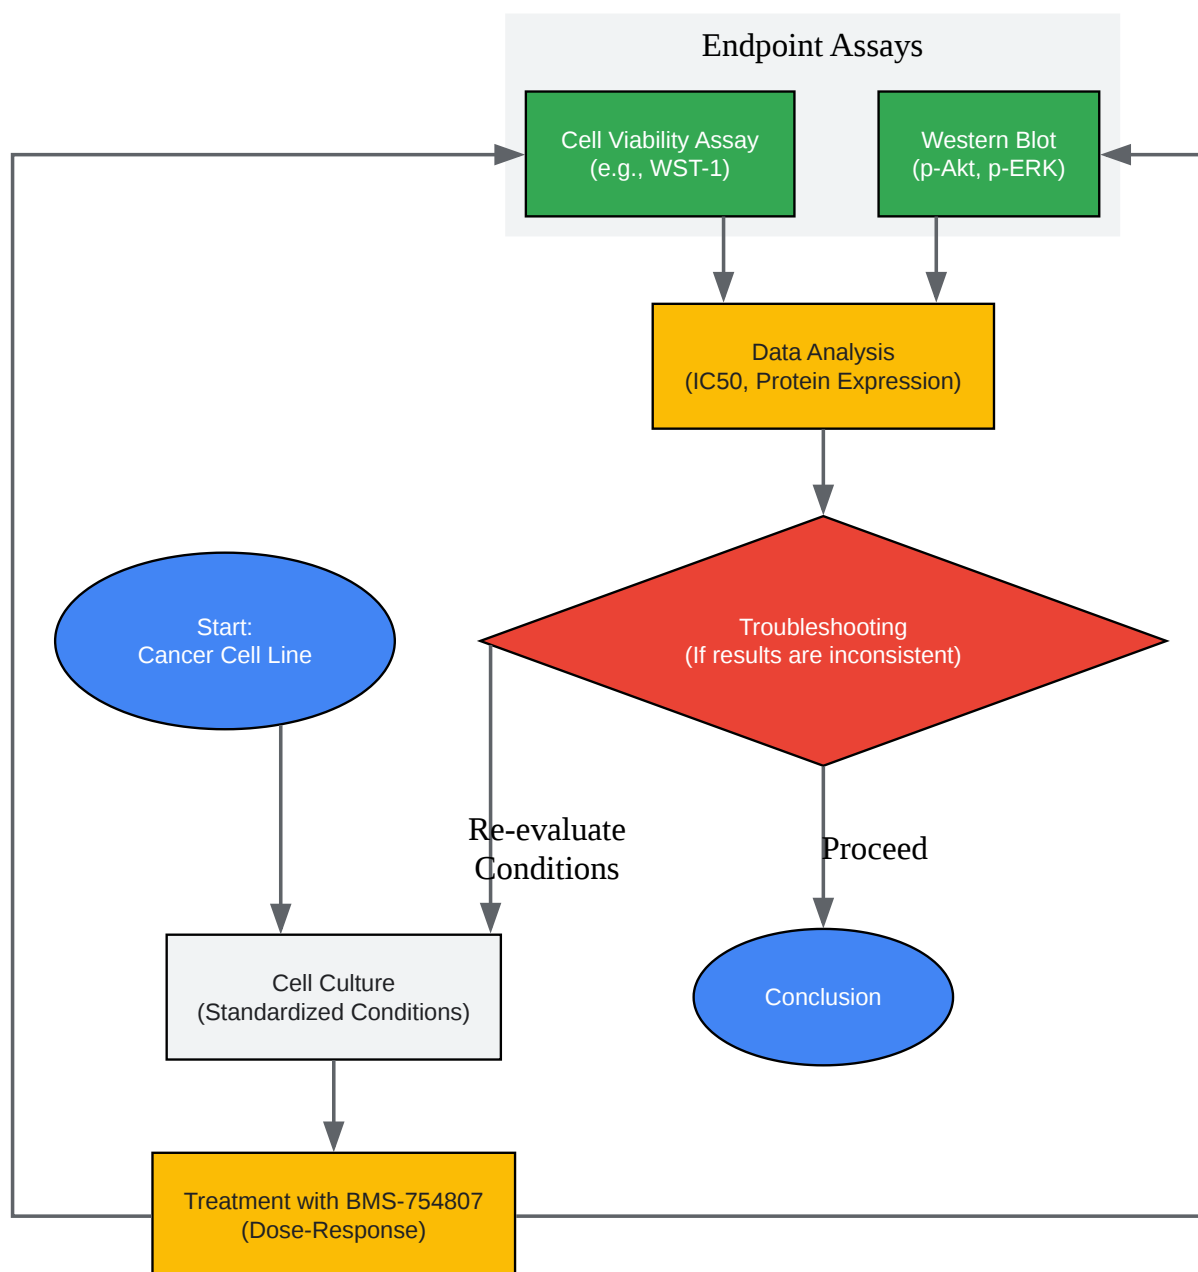 Endpoint Assays
Cell Viability Assay
(e.g., WST-1)
Western Blot
(p-Akt, p-ERK)
Data Analysis
(IC50, Protein Expression)
Start:
Cancer Cell Line
Troubleshooting
(If results are inconsistent)
Re-evaluate
Conditions
Proceed
Cell Culture
(Standardized Conditions)
Conclusion
Treatment with BMS-754807
(Dose-Response)